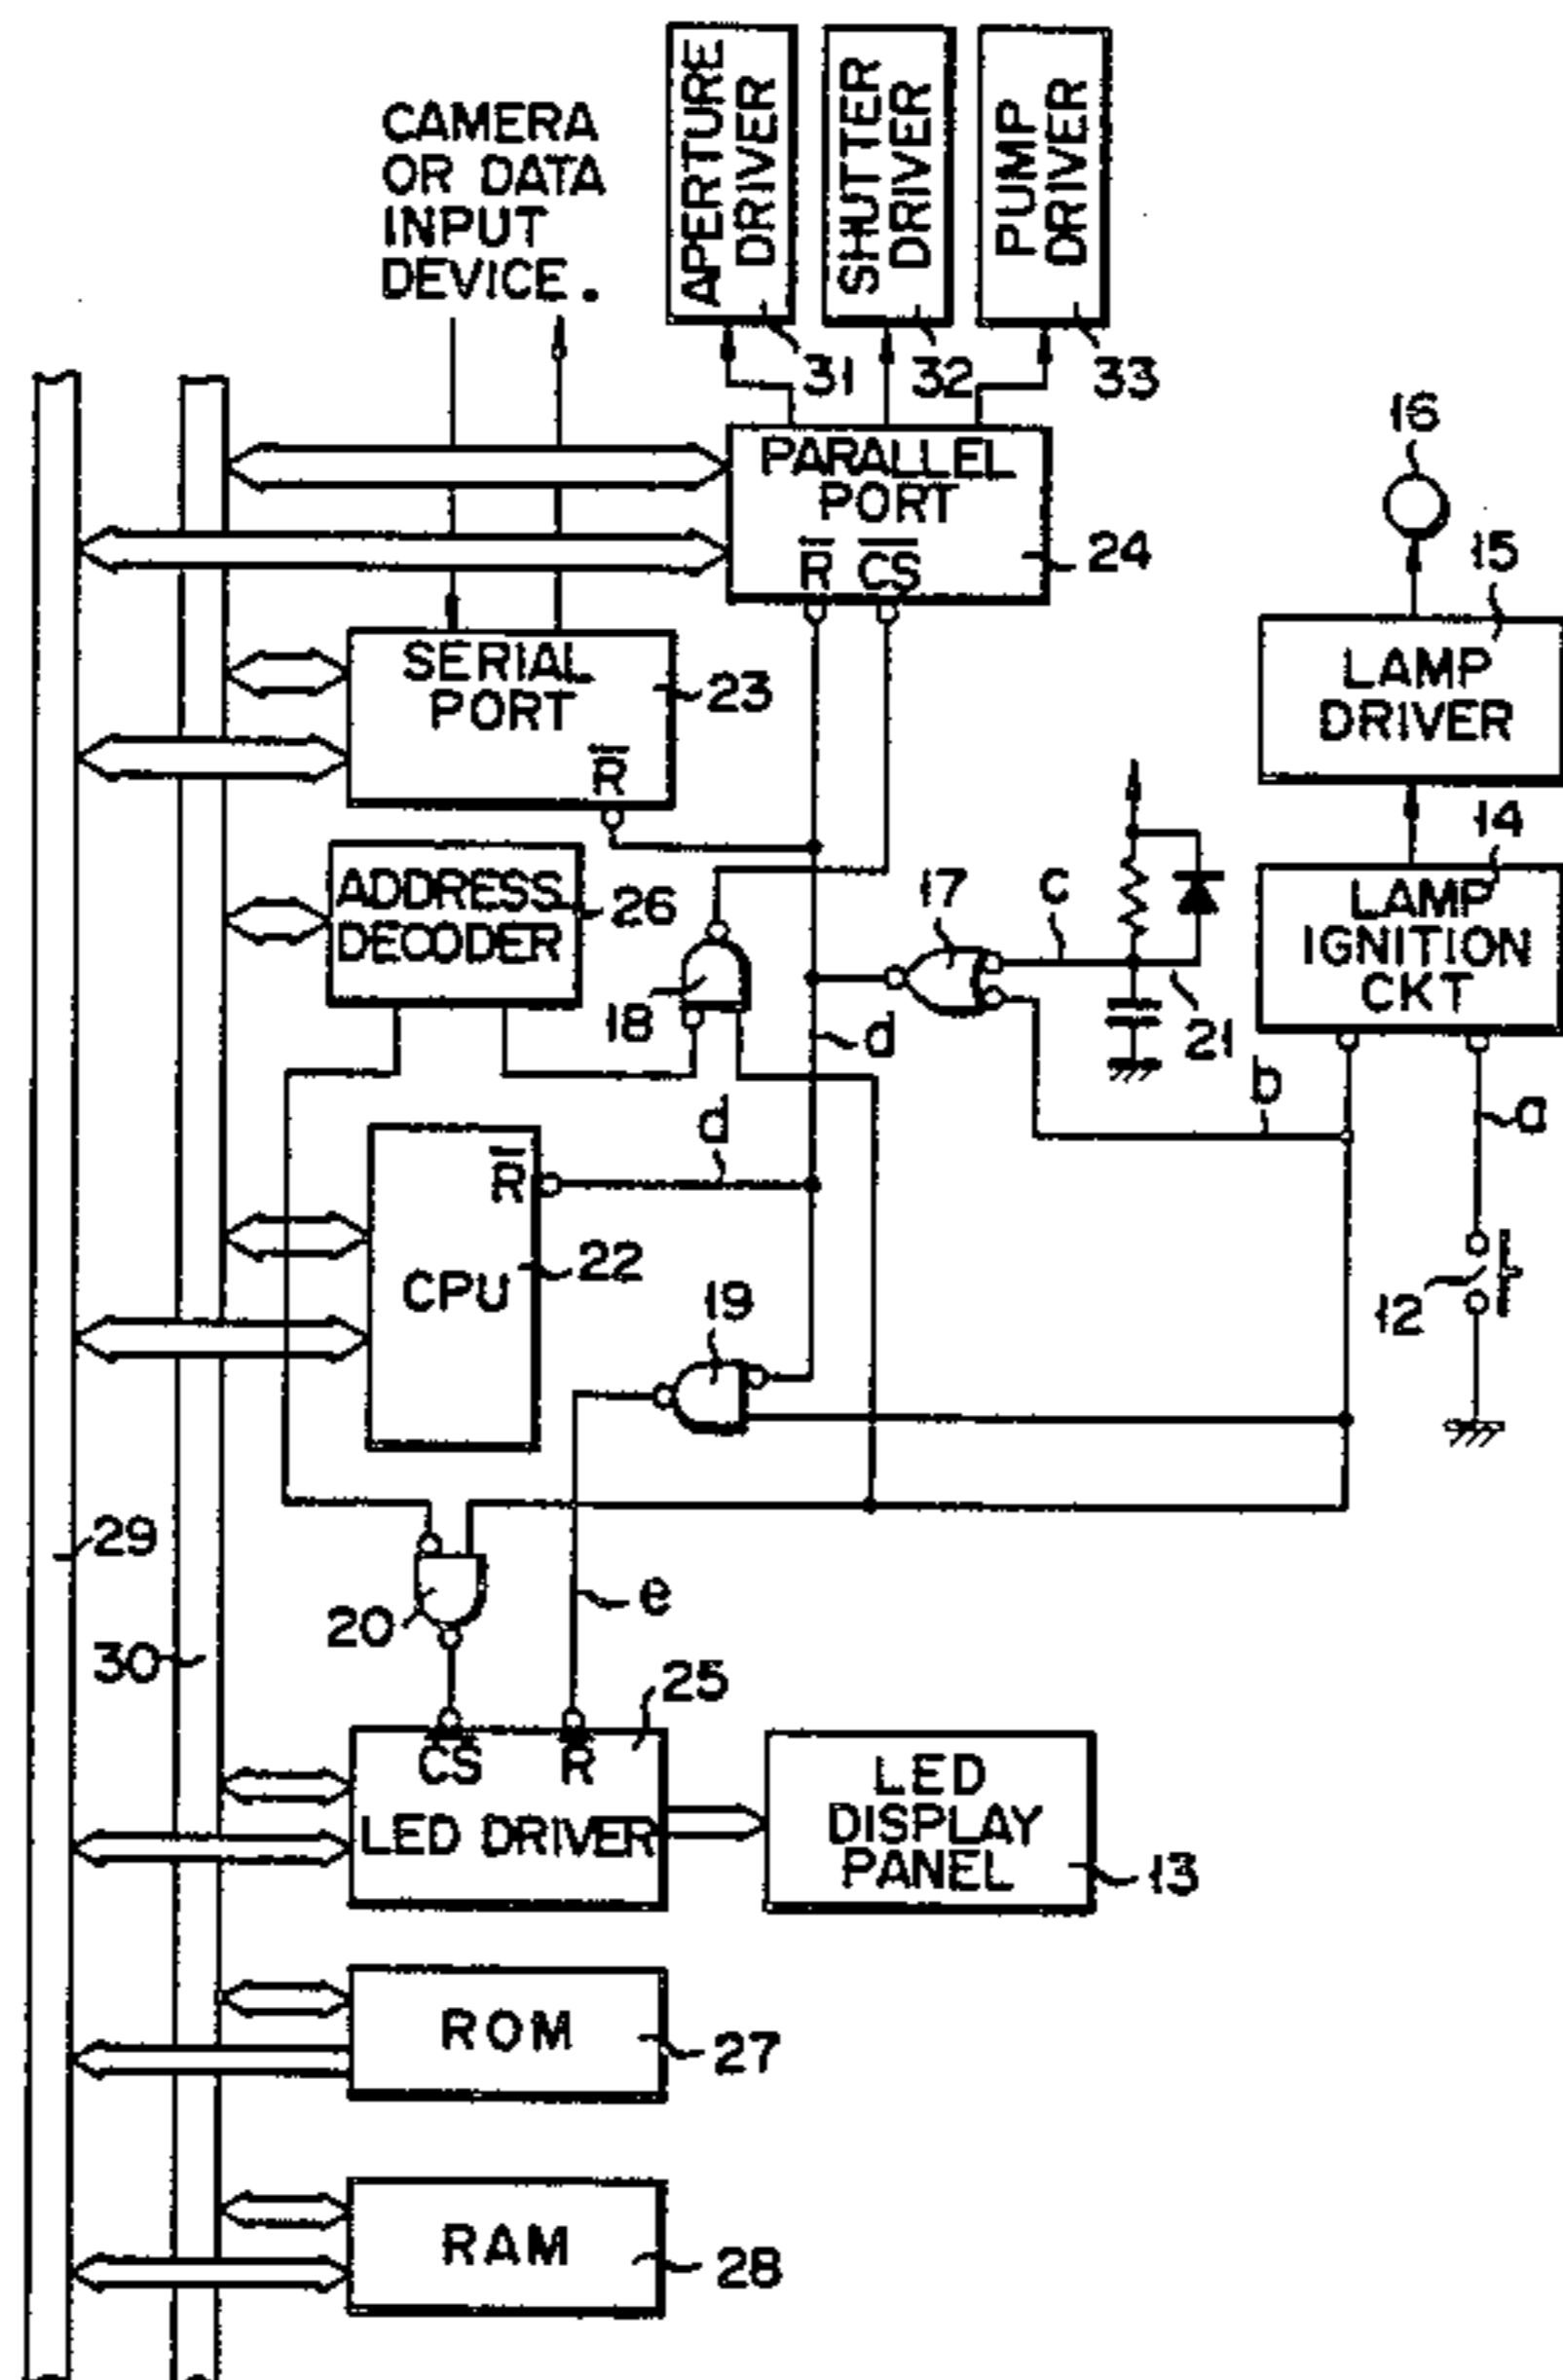 CAMERA
OR DATA
INPUT
DEVICE.
APERTURE
DRIVER
31
SHUTTER
DRIVER
32
PUMP
DRIVER
33
PARALLEL
PORT
R̅ C̅S̅
24
16
15
LAMP
DRIVER
SERIAL
PORT
R̅
23
14
LAMP
IGNITION
CKT
ADDRESS
DECODER
26
17
c
18
d
21
b
a
d
R̅
CPU
22
19
12
29
20
e
30
25
C̅S̅ R̅
LED DRIVER
LED
DISPLAY
PANEL
13
ROM
27
RAM
28